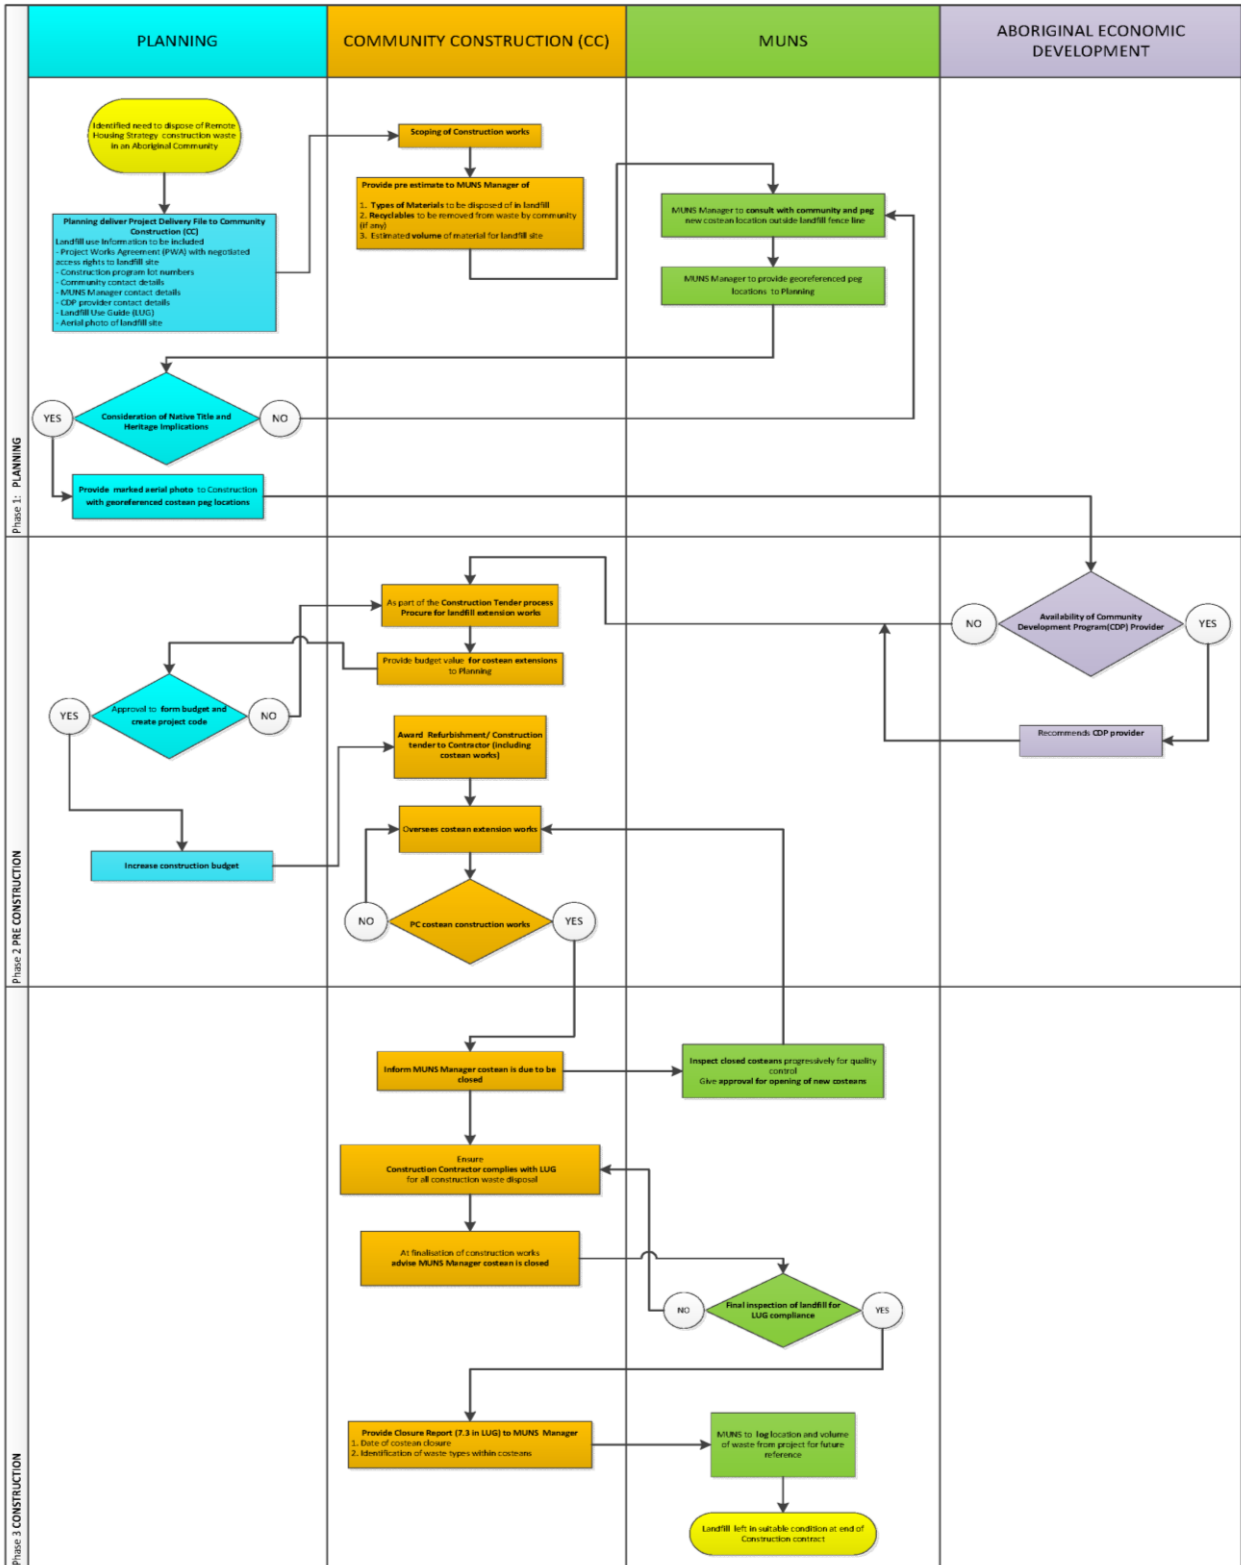 PLANNING
COMMUNITY CONSTRUCTION (CC)
MUNS
ABORIGINAL ECONOMIC
DEVELOPMENT
Phase 1: PLANNING
Identified need to dispose of Remote
Housing Strategy construction waste
in an Aboriginal Community
Planning deliver Project Delivery File to Community
Construction (CC)
Landfill use Information to be included
- Project Works Agreement (PWA) with negotiated
access rights to landfill site
- Construction program lot numbers
- Community contact details
- MUNS Manager contact details
- CDP provider contact details
- Landfill Use Guide (LUG)
- Aerial photo of landfill site
Scoping of Construction works
Provide pre estimate to MUNS Manager of
1. Types of Materials to be disposed of in landfill
2. Recyclables to be removed from waste by community
(if any)
3. Estimated volume of material for landfill site
MUNS Manager to consult with community and peg
new costean location outside landfill fence line
MUNS Manager to provide georeferenced peg
locations to Planning
YES
Consideration of Native Title and
Heritage Implications
NO
Provide marked aerial photo to Construction
with georeferenced costean peg locations
Phase 2 PRE CONSTRUCTION
As part of the Construction Tender process
Procure for landfill extension works
Provide budget value for costean extensions
to Planning
NO
Availability of Community
Development Program(CDP) Provider
YES
Recommends CDP provider
YES
Approval to form budget and
create project code
NO
Increase construction budget
Award Refurbishment/ Construction
tender to Contractor (including
costean works)
Oversees costean extension works
NO
PC costean construction works
YES
Phase 3 CONSTRUCTION
Inform MUNS Manager costean is due to be
closed
Inspect closed costeans progressively for quality
control
Give approval for opening of new costeans
Ensure
Construction Contractor complies with LUG
for all construction waste disposal
At finalisation of construction works
advise MUNS Manager costean is closed
NO
Final inspection of landfill for
LUG compliance
YES
Provide Closure Report (7.3 in LUG) to MUNS Manager
1. Date of costean closure
2. Identification of waste types within costeans
MUNS to log location and volume
of waste from project for future
reference
Landfill left in suitable condition at end of
Construction contract